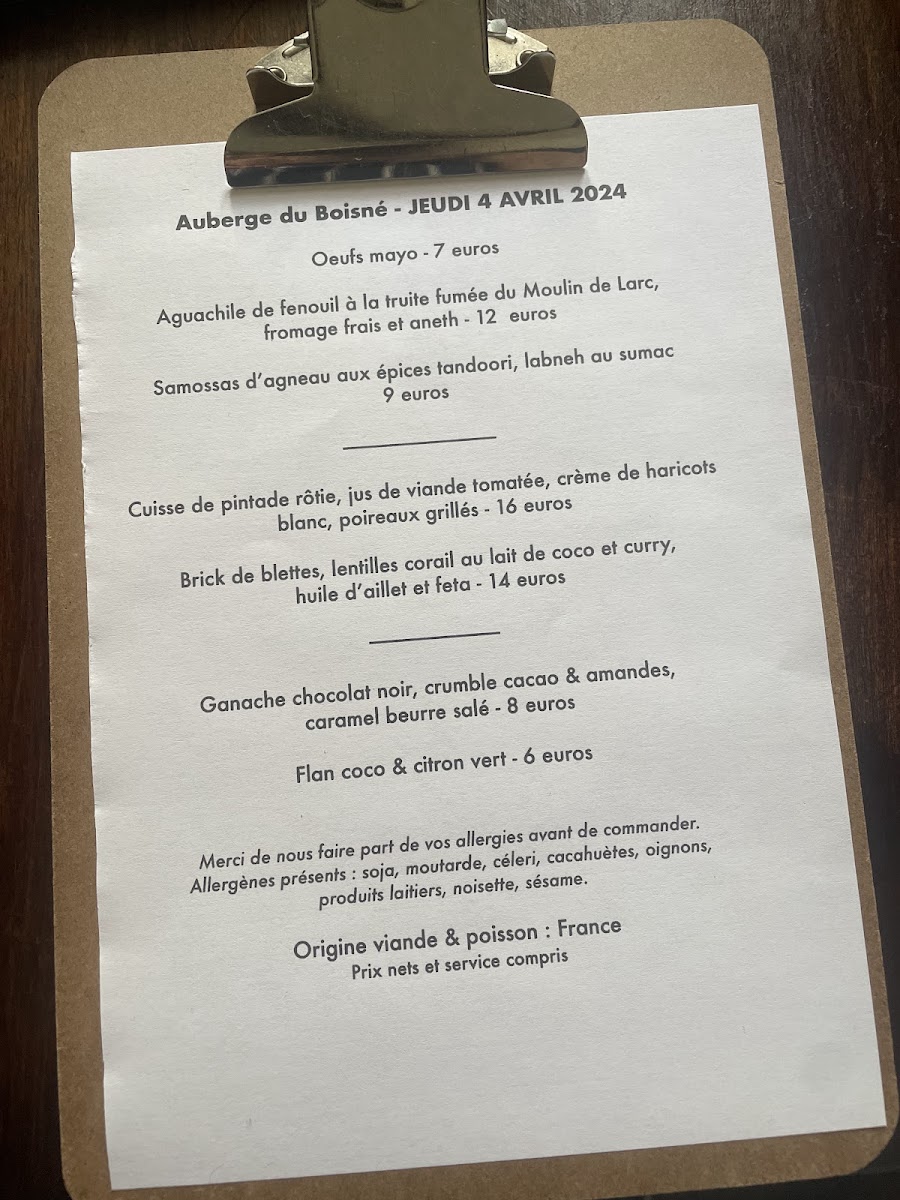 Auberge du Boisné - JEUDI 4 AVRIL 2024
Oeufs mayo - 7 euros
Aguachile de fenouil à la truite fumée du Moulin de Larc,
fromage frais et aneth - 12 euros
Samossas d'agneau aux épices tandoori, labneh au sumac
9 euros
Cuisse de pintade rôtie, jus de viande tomatée, crème de haricots
blanc, poireaux grillés - 16 euros
Brick de blettes, lentilles corail au lait de coco et curry,
huile d'aillet et feta - 14 euros
Ganache chocolat noir, crumble cacao & amandes,
caramel beurre salé - 8 euros
Flan coco & citron vert - 6 euros
Merci de nous faire part de vos allergies avant de commander.
Allergènes présents : soja, moutarde, céleri, cacahuètes, oignons,
produits laitiers, noisette, sésame.
Origine viande & poisson : France
Prix nets et service compris